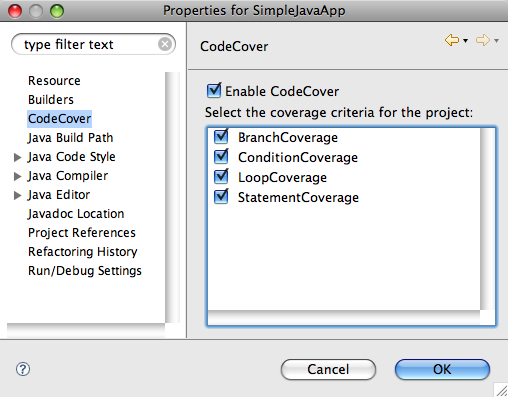 Properties for SimpleJavaApp
type filter text
CodeCover
Resource
Builders
CodeCover
Java Build Path
Java Code Style
Java Compiler
Java Editor
Javadoc Location
Project References
Refactoring History
Run/Debug Settings
Enable CodeCover
Select the coverage criteria for the project:
BranchCoverage
ConditionCoverage
LoopCoverage
StatementCoverage
?
Cancel
OK